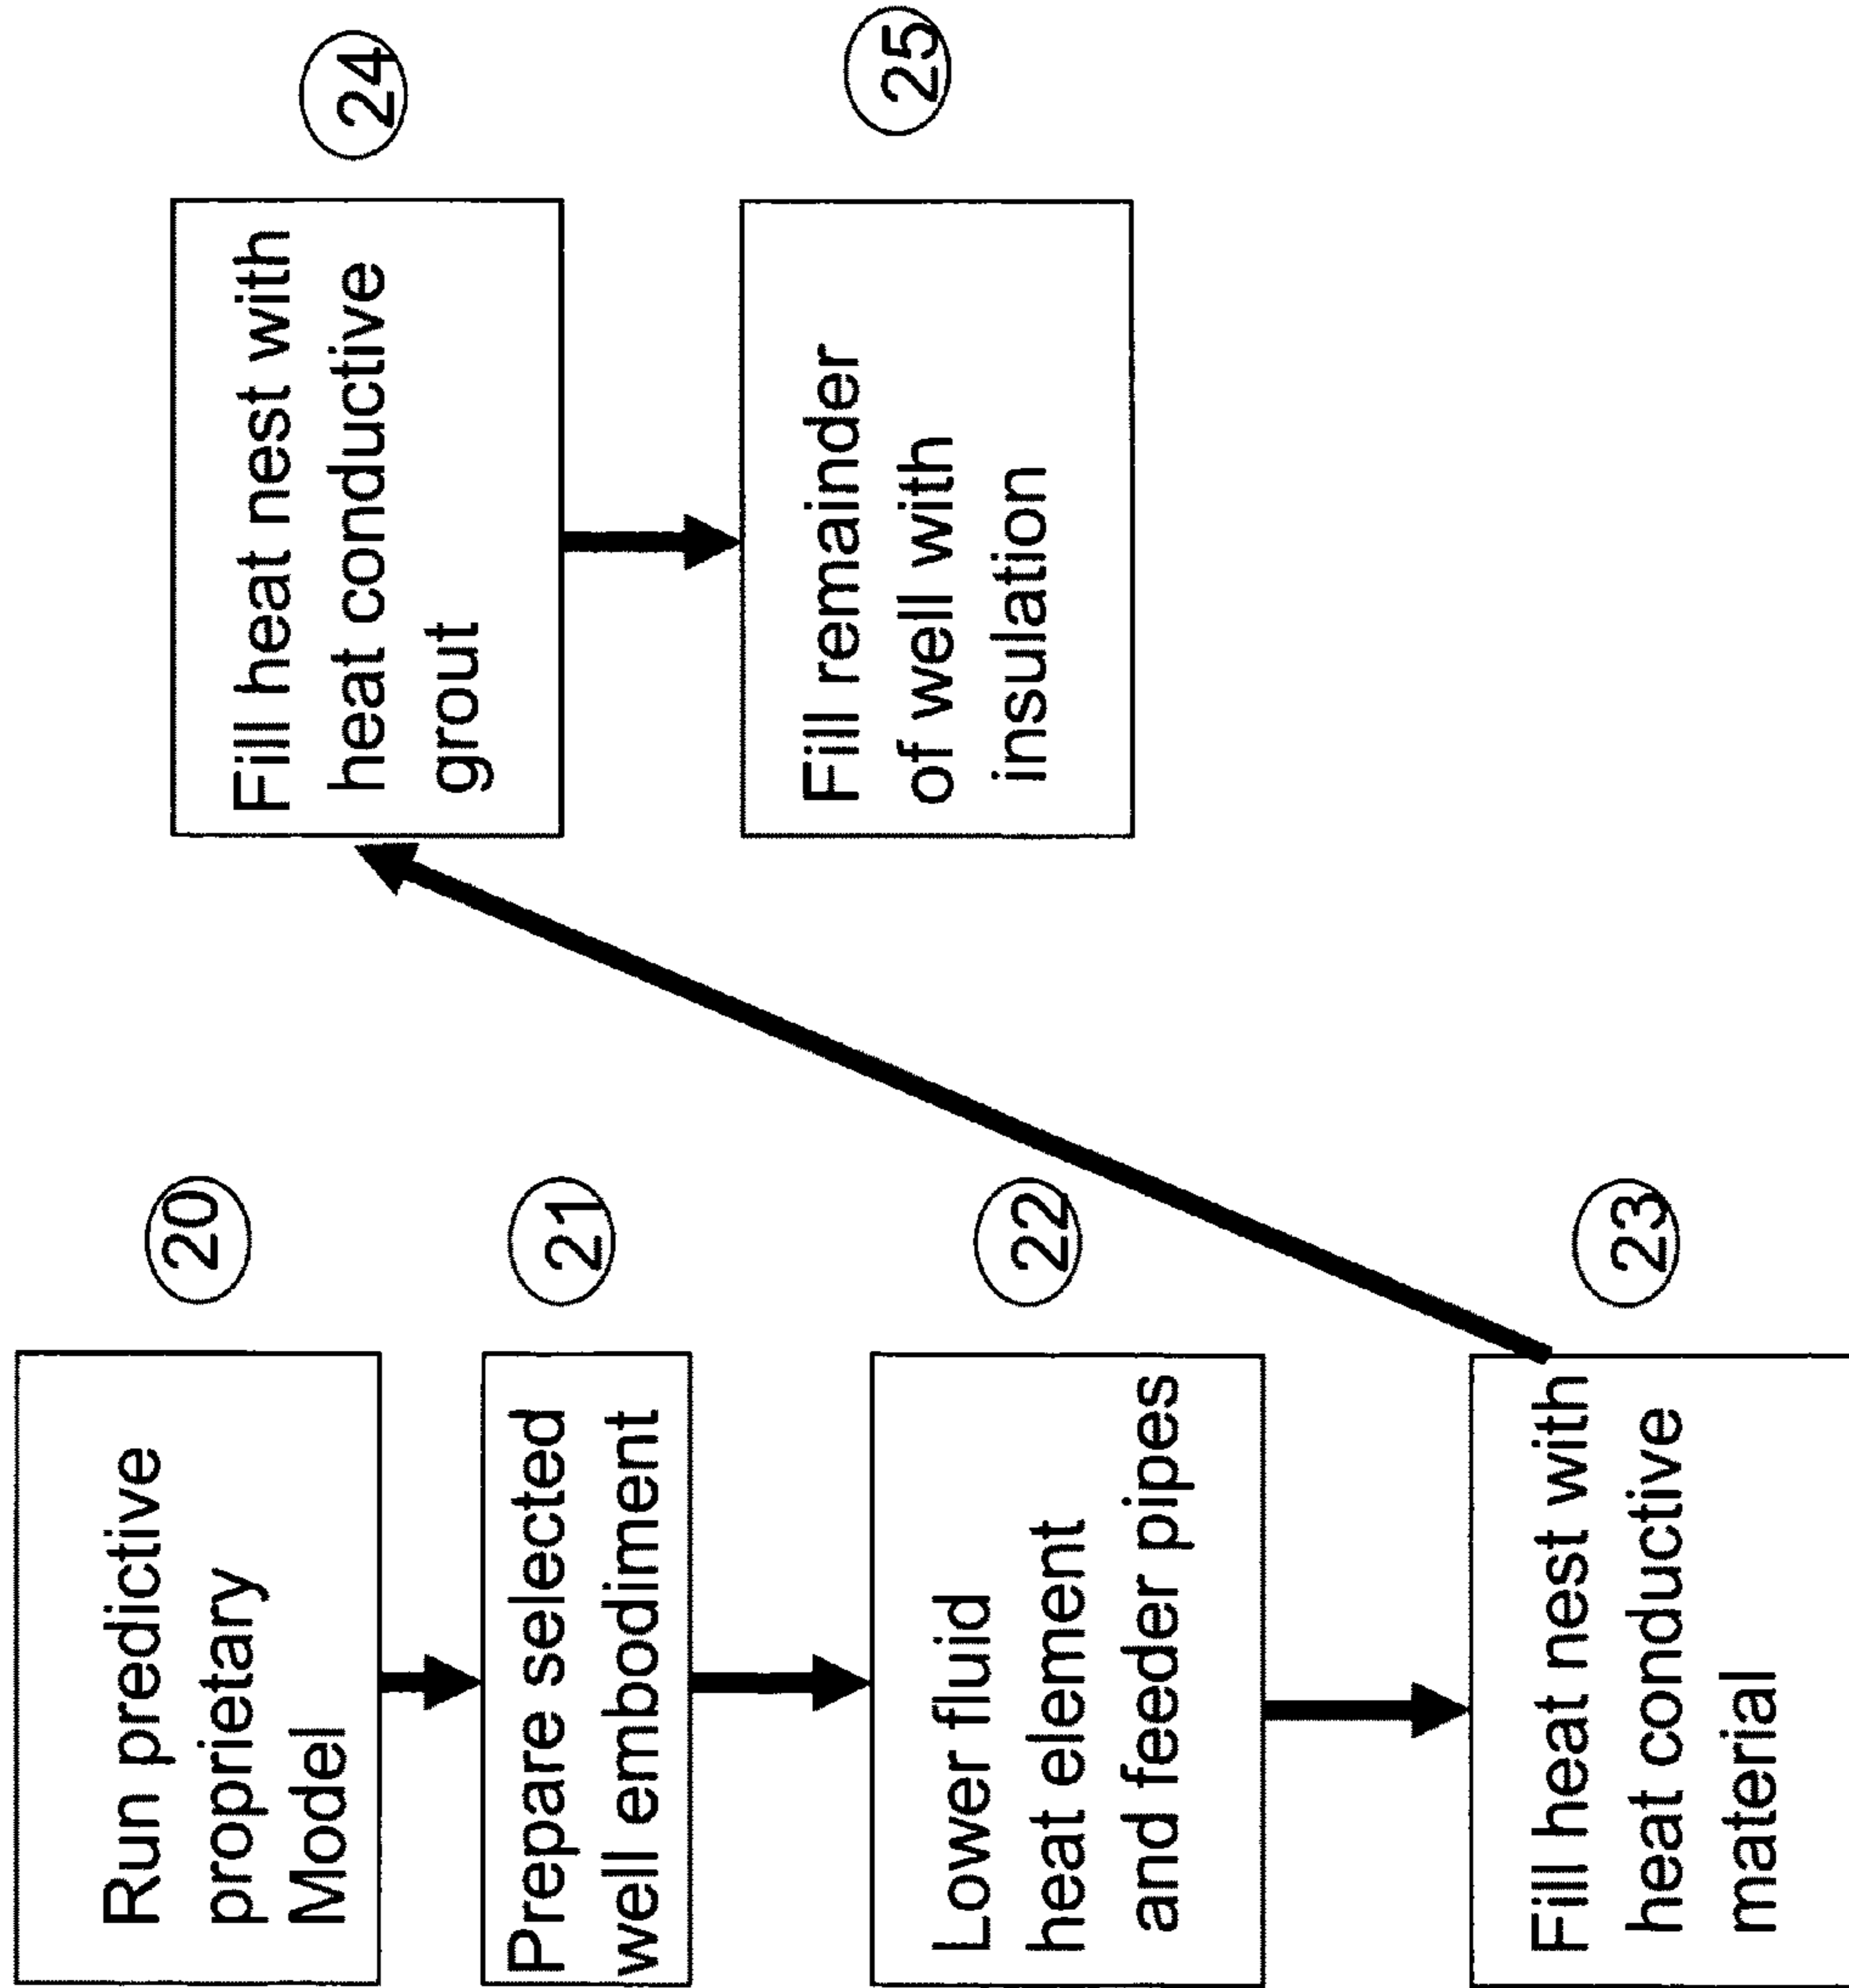 Run predictive
proprietary
Model
20
Prepare selected
well embodiment
21
Lower fluid
heat element
and feeder pipes
22
Fill heat nest with
heat conductive
material
23
Fill heat nest with
heat conductive
grout
24
Fill remainder
of well with
insulation
25